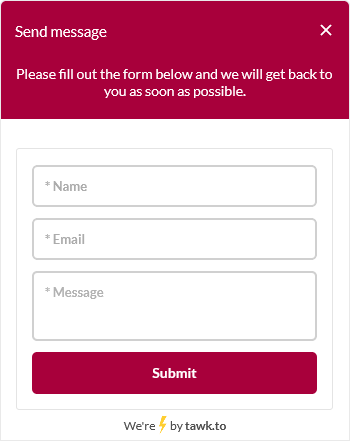 Send message
Please fill out the form below and we will get back to
you as soon as possible.
* Name
* Email
* Message
Submit
We're by tawk.to